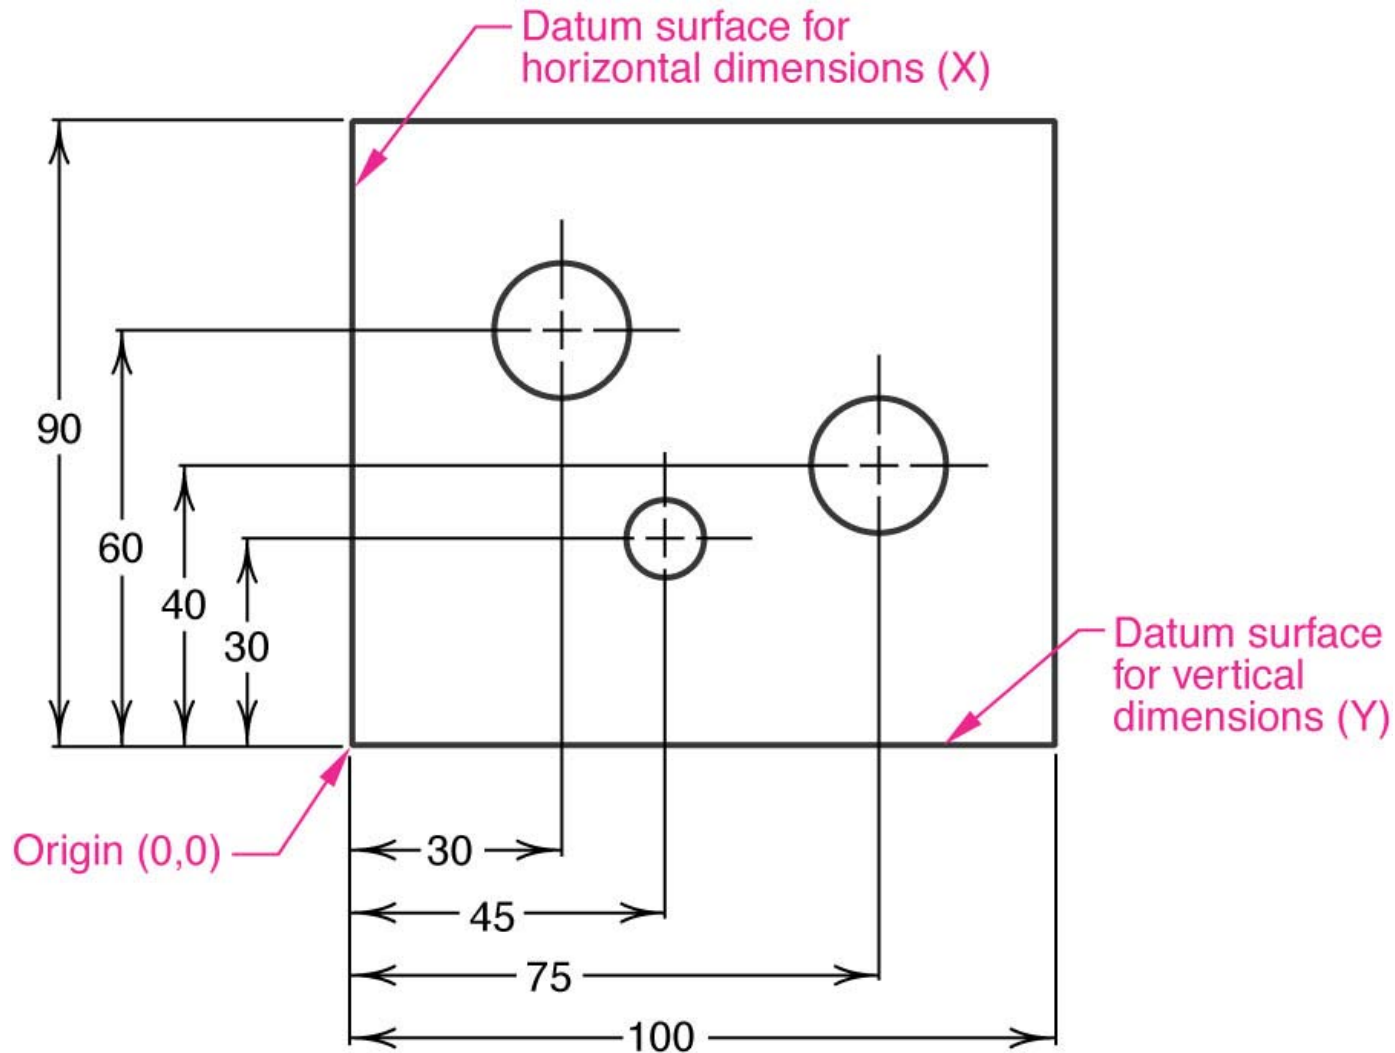 Datum surface for
horizontal dimensions (X)
90
60
40
30
Datum surface
for vertical
dimensions (Y)
Origin (0,0)
30
45
75
100